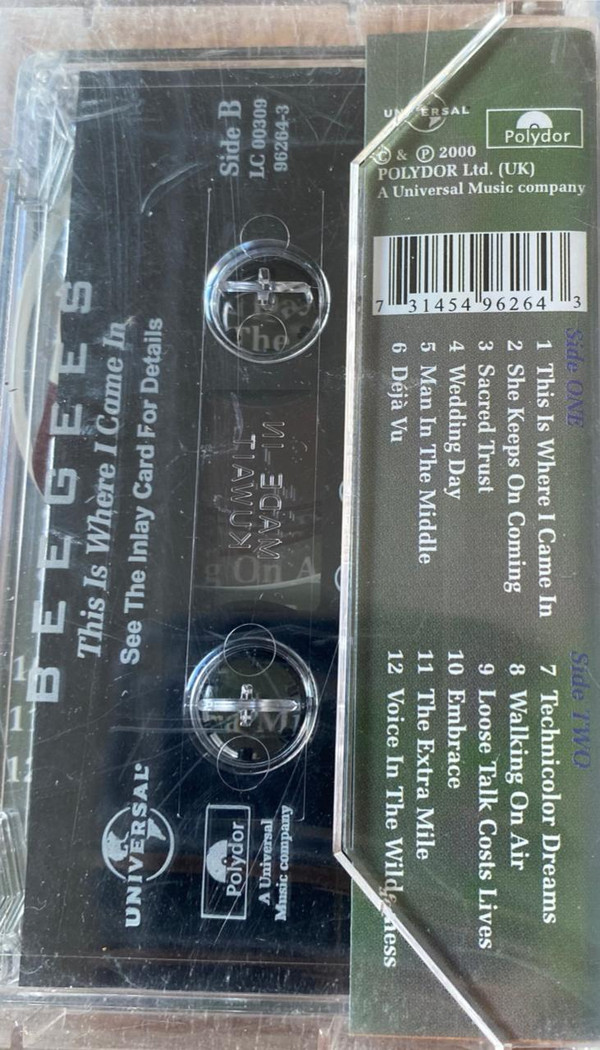 UNIVERSAL
Polydor
© & ℗ 2000
POLYDOR Ltd. (UK)
A Universal Music company
7 31454 96264 3
Side ONE
1 This Is Where I Came In
2 She Keeps On Coming
3 Sacred Trust
4 Wedding Day
5 Man In The Middle
6 Déjà Vu
Side TWO
7 Technicolor Dreams
8 Walking On Air
9 Loose Talk Costs Lives
10 Embrace
11 The Extra Mile
12 Voice In The Wilderness
BEE GEES
This Is Where I Came In
See The Inlay Card For Details
Side B
LC 00309
96264-3
MADE IN
KUWAIT
g On A
UNIVERSAL
Polydor
A Universal
Music company